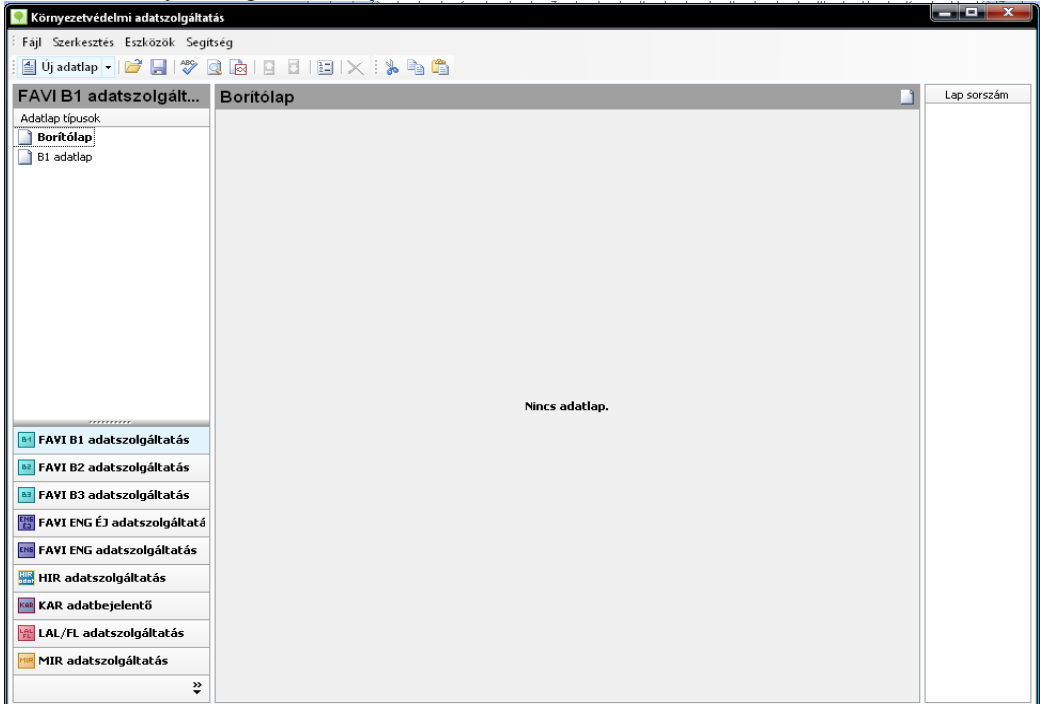 Környezetvédelmi adatszolgáltatás
Fájl Szerkesztés Eszközök Segítség
Új adatlap
FAVI B1 adatszolgált...
Adatlap típusok
Borítólap
B1 adatlap
Borítólap
Lap sorszám
Nincs adatlap.
FAVI B1 adatszolgáltatás
FAVI B2 adatszolgáltatás
FAVI B3 adatszolgáltatás
FAVI ENG ÉJ adatszolgáltatá
FAVI ENG adatszolgáltatás
HIR adatszolgáltatás
KAR adatbejelentő
LAL/FL adatszolgáltatás
MIR adatszolgáltatás